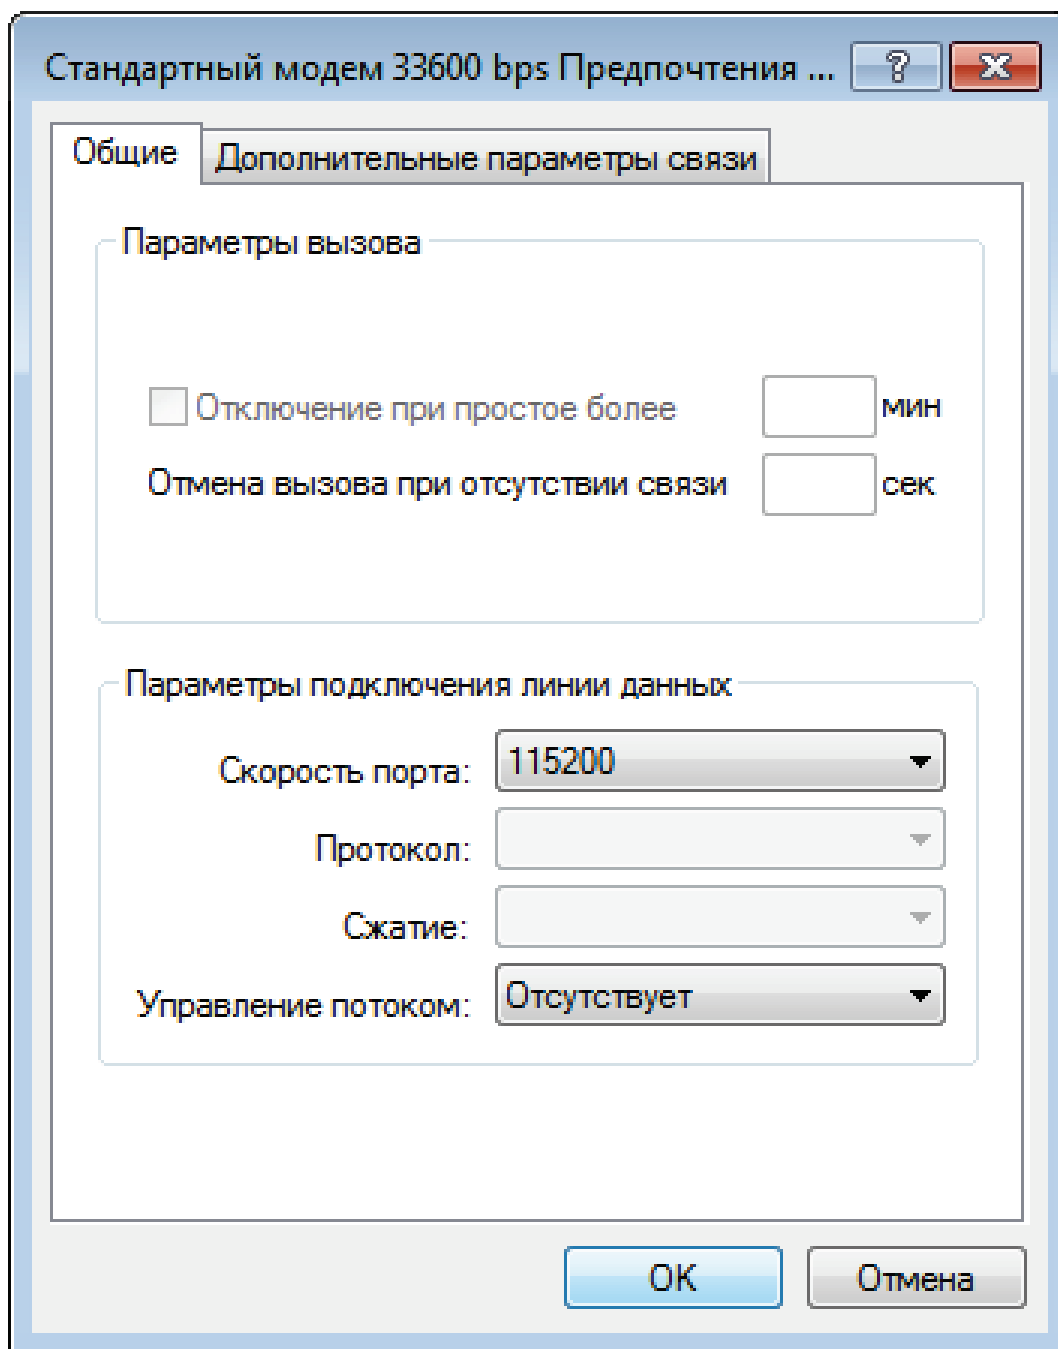 Стандартный модем 33600 bps Предпочтения ...
Общие
Дополнительные параметры связи
Параметры вызова
Отключение при простое более мин
Отмена вызова при отсутствии связи сек
Параметры подключения линии данных
Скорость порта: 115200
Протокол:
Сжатие:
Управление потоком: Отсутствует
ОК Отмена